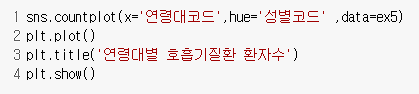 1 sns.countplot(x='연령대코드',hue='성별코드' ,data=ex5)
2 plt.plot()
3 plt.title('연령대별 호흡기질환 환자수')
4 plt.show()